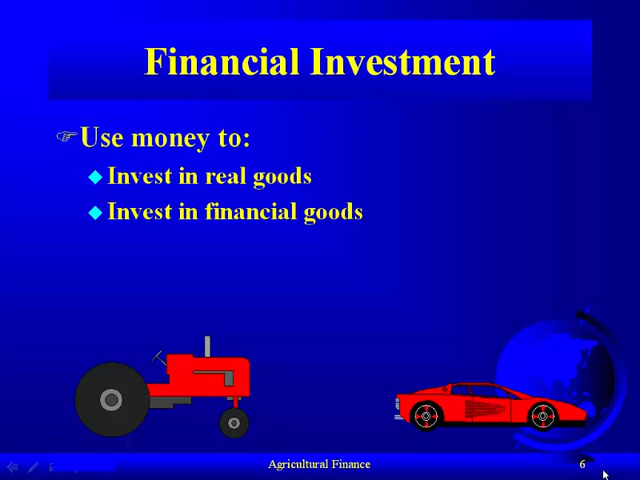 Financial Investment
Use money to:
Invest in real goods
Invest in financial goods
Agricultural Finance
6